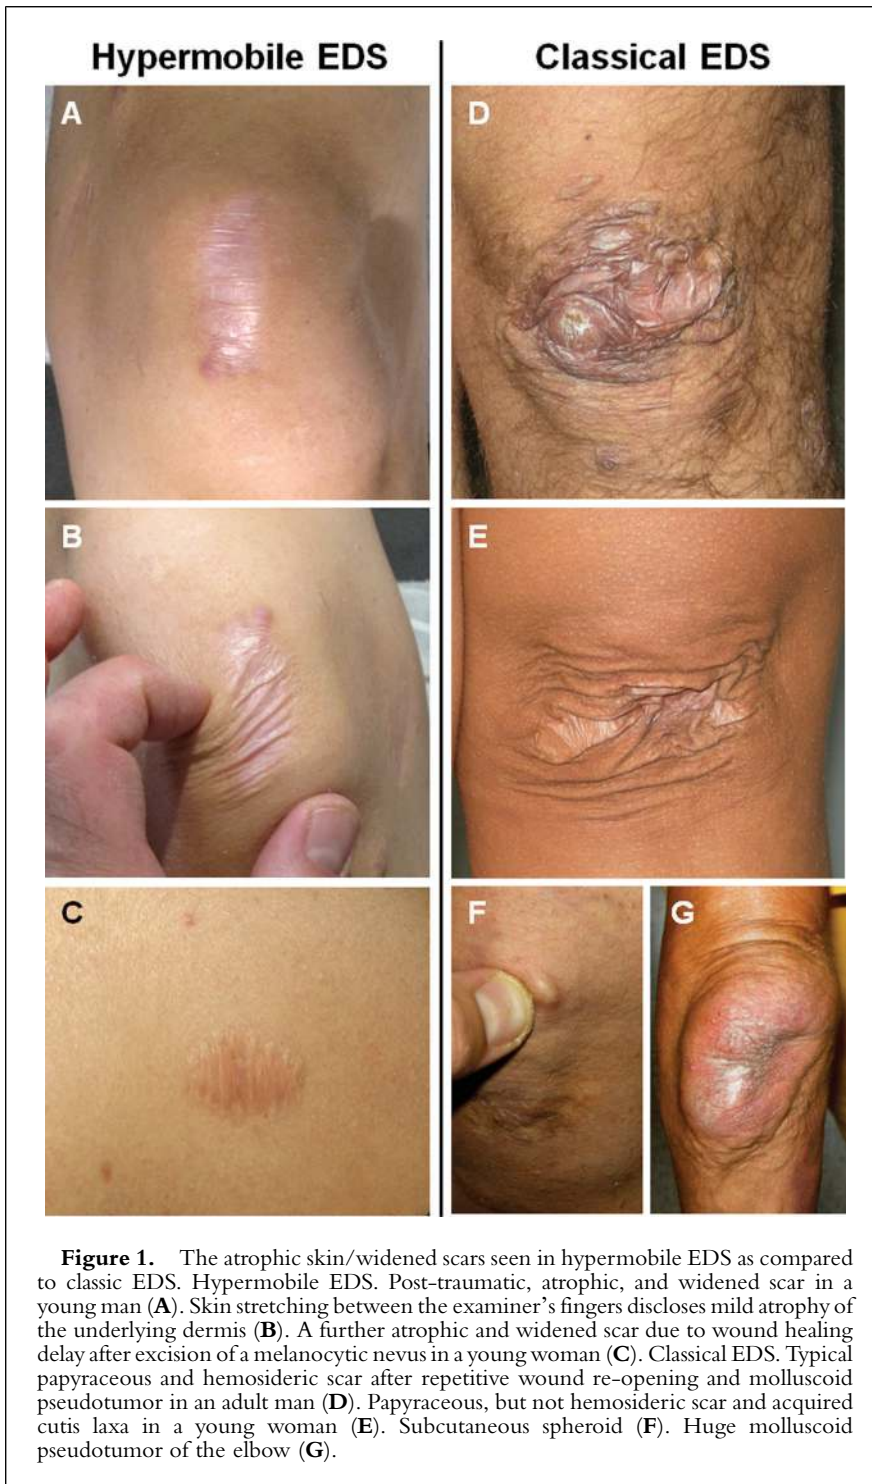 Hypermobile EDS
Classical EDS
A
D
B
E
C
F
G
Figure 1. The atrophic skin/widened scars seen in hypermobile EDS as compared
to classic EDS. Hypermobile EDS. Post-traumatic, atrophic, and widened scar in a
young man (A). Skin stretching between the examiner's fingers discloses mild atrophy of
the underlying dermis (B). A further atrophic and widened scar due to wound healing
delay after excision of a melanocytic nevus in a young woman (C). Classical EDS. Typical
papyraceous and hemosideric scar after repetitive wound re-opening and molluscoid
pseudotumor in an adult man (D). Papyraceous, but not hemosideric scar and acquired
cutis laxa in a young woman (E). Subcutaneous spheroid (F). Huge molluscoid
pseudotumor of the elbow (G).